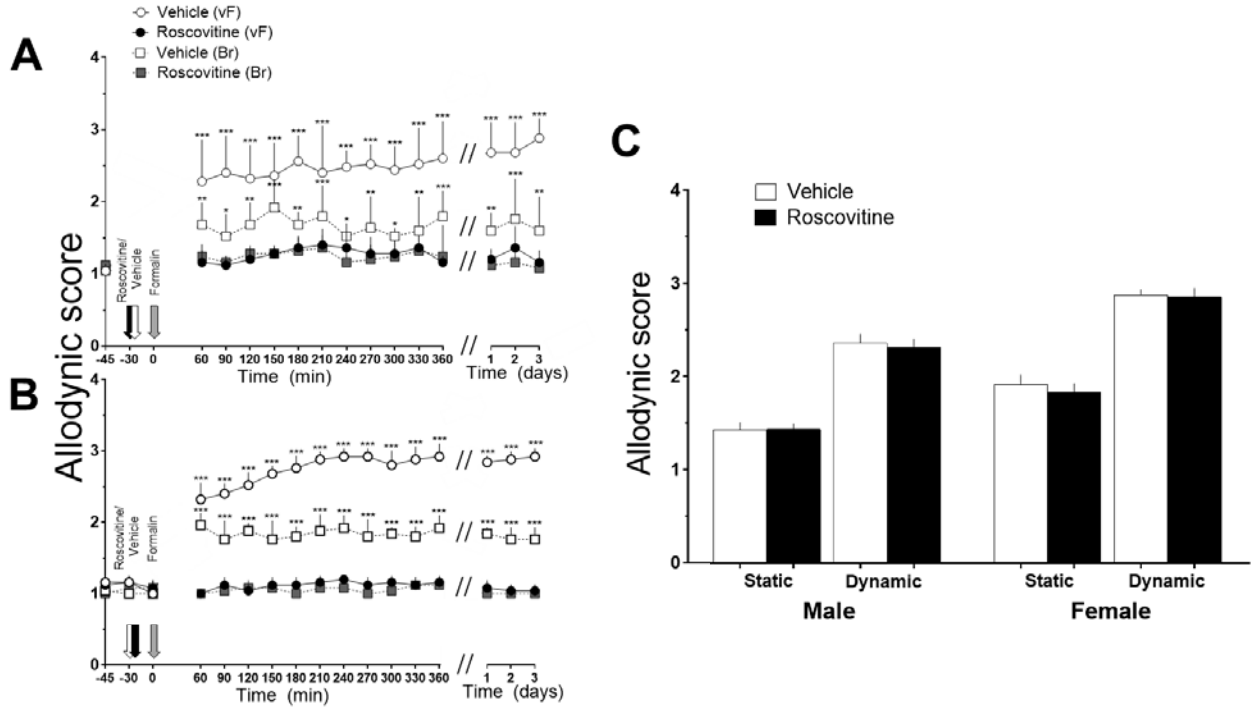 Vehicle (vF)
Roscovitine (vF)
Vehicle (Br)
Roscovitine (Br)
A
4
3
2
1
0
*** *** *** *** *** *** *** *** *** *** *** *** *** ***
** * ** *** ** *** * ** * ** *** ** *** **
Roscovitine/
Vehicle
Formalin
-45 -30 0 60 90 120 150 180 210 240 270 300 330 360 // 1 2 3
Time (min) Time (days)
Allodynic score
B
4
3
2
1
0
*** *** *** *** *** *** *** *** *** *** *** *** *** ***
*** *** *** *** *** *** *** *** *** *** *** *** *** ***
Roscovitine/
Vehicle
Formalin
-45 -30 0 60 90 120 150 180 210 240 270 300 330 360 // 1 2 3
Time (min) Time (days)
C
Vehicle
Roscovitine
Allodynic score
4
3
2
1
0
Static Dynamic Static Dynamic
Male Female